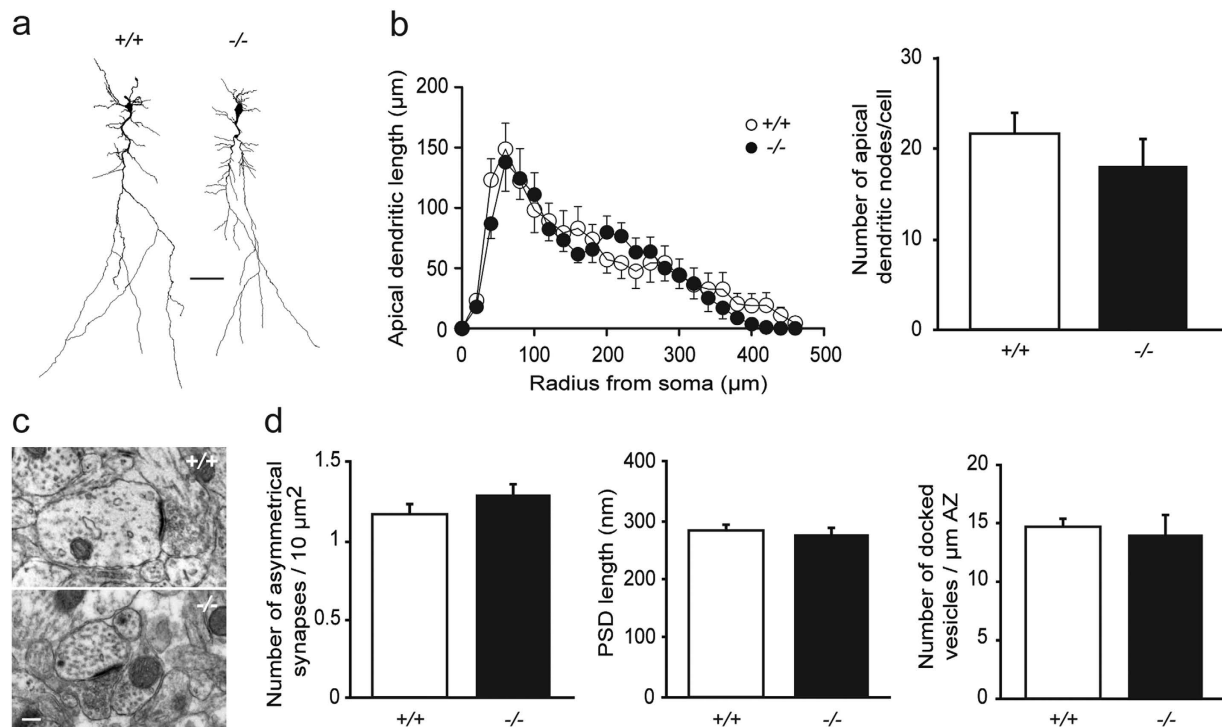 a
+/+
-/-
b
Apical dendritic length (µm)
200
150
100
50
0
0 100 200 300 400 500
Radius from soma (µm)
+/+
-/-
Number of apical
dendritic nodes/cell
30
20
10
0
+/+
-/-
c
+/+
-/-
d
Number of asymmetrical
synapses / 10 µm²
1.5
1
0.5
0
+/+
-/-
PSD length (nm)
400
300
200
100
0
+/+
-/-
Number of docked
vesicles / µm AZ
20
15
10
5
0
+/+
-/-